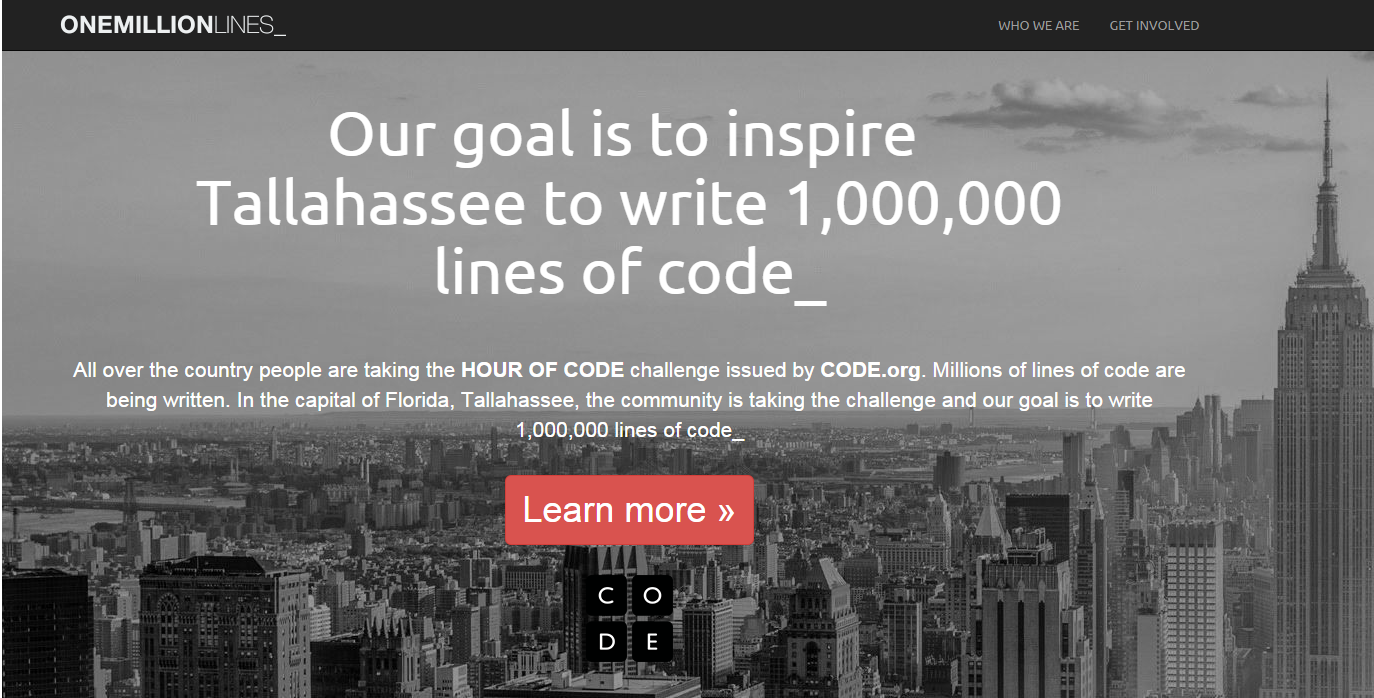 ONEMILLIONLINES_
WHO WE ARE
GET INVOLVED
Our goal is to inspire
Tallahassee to write 1,000,000
lines of code_
All over the country people are taking the HOUR OF CODE challenge issued by CODE.org. Millions of lines of code are
being written. In the capital of Florida, Tallahassee, the community is taking the challenge and our goal is to write
1,000,000 lines of code_
Learn more »
C O
D E